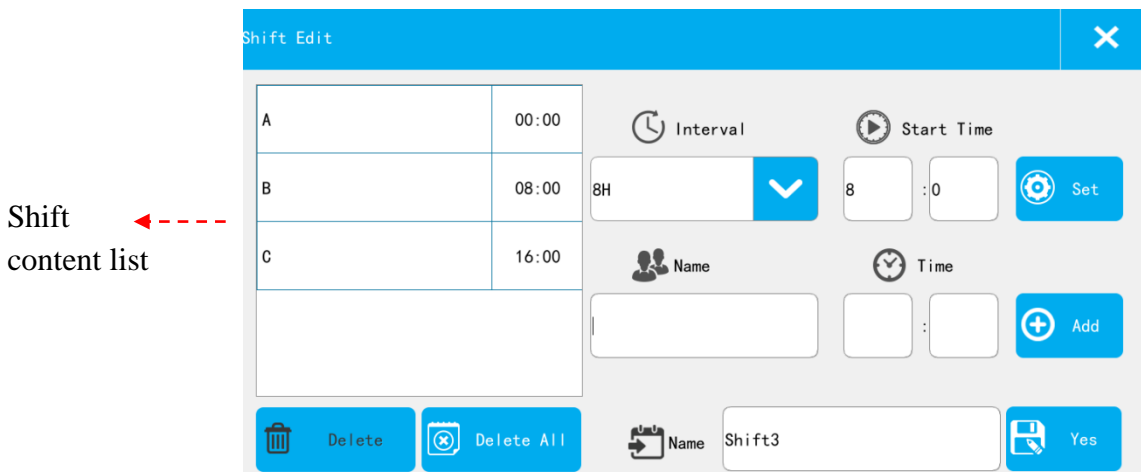 Shift Edit
A 00:00
B 08:00
C 16:00
Shift
content list
Interval
Start Time
8H
8 : 0
Set
Name
Time
:
Add
Delete
Delete All
Name
Shift3
Yes